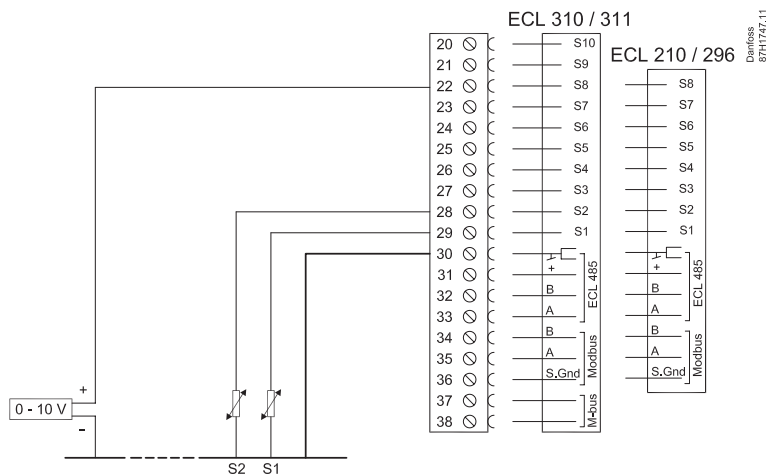 ECL 310 / 311
ECL 210 / 296
Danfoss
87H1747.11
20
21
22
23
24
25
26
27
28
29
30
31
32
33
34
35
36
37
38
S10
S9
S8
S7
S6
S5
S4
S3
S2
S1
+
B
A
B
A
S.Gnd
ECL 485
Modbus
M-bus
S8
S7
S6
S5
S4
S3
S2
S1
+
B
A
B
A
S.Gnd
ECL 485
Modbus
+
0 - 10 V
-
S2 S1